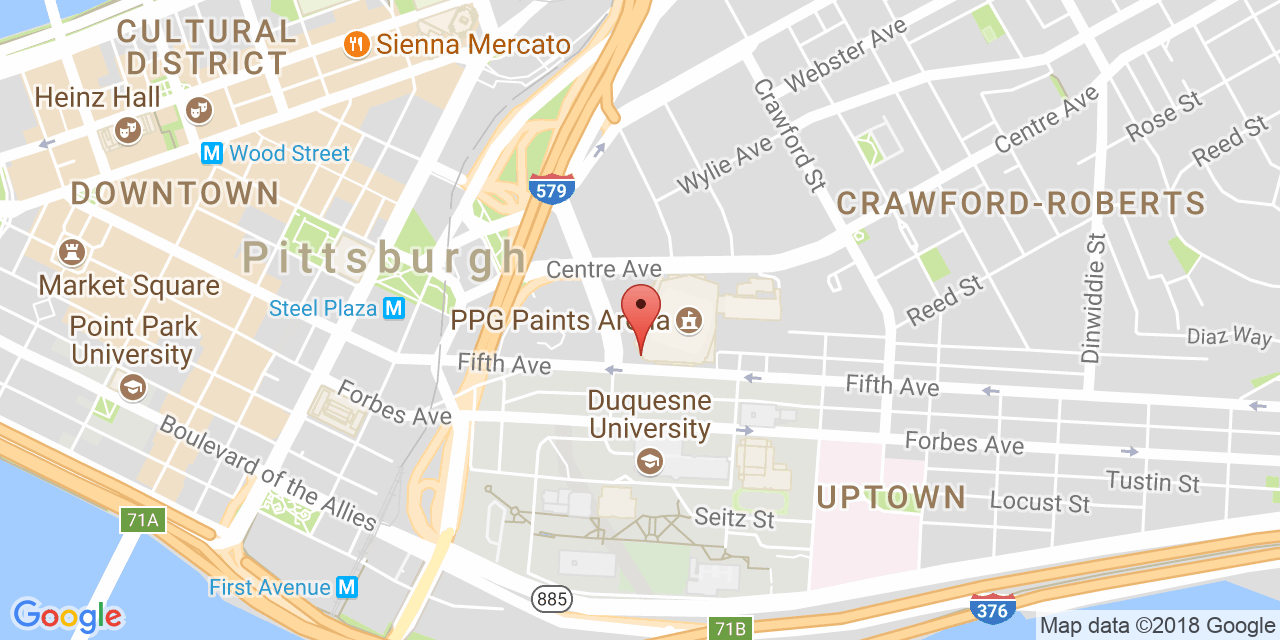 CULTURAL
DISTRICT
Sienna Mercato
Heinz Hall
M Wood Street
DOWNTOWN
Pittsburgh
Market Square
Steel Plaza M
Point Park
University
579
Webster Ave
Crawford St
Wylie Ave
Centre Ave
Rose St
Reed St
CRAWFORD-ROBERTS
Centre Ave
Reed St
Dinwiddie St
Diaz Way
PPG Paints Arena
Fifth Ave
Fifth Ave
Forbes Ave
Duquesne
University
Forbes Ave
Boulevard of the Allies
UPTOWN
Tustin St
Locust St
Seitz St
71A
First Avenue M
885
376
71B
Google
Map data ©2018 Google